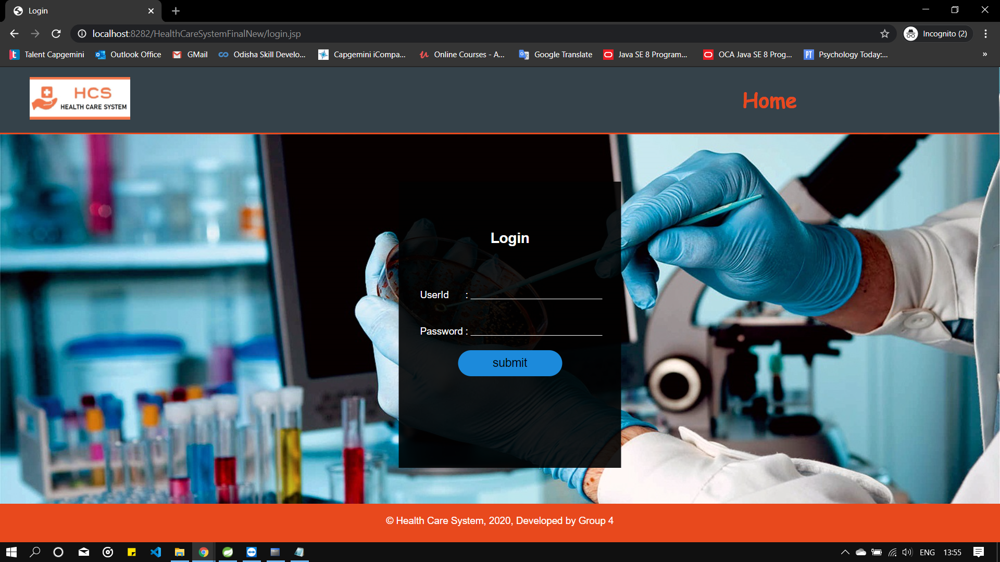 Login
localhost:8282/HealthCareSystemFinalNew/login.jsp
Incognito (2)
Talent Capgemini
Outlook Office
GMail
Odisha Skill Develo...
Capgemini iCompa...
Online Courses - A...
Google Translate
Java SE 8 Program...
OCA Java SE 8 Prog...
PT Psychology Today:...
HCS
HEALTH CARE SYSTEM
Home
Login
UserId :
Password :
submit
© Health Care System, 2020, Developed by Group 4
ENG
13:55